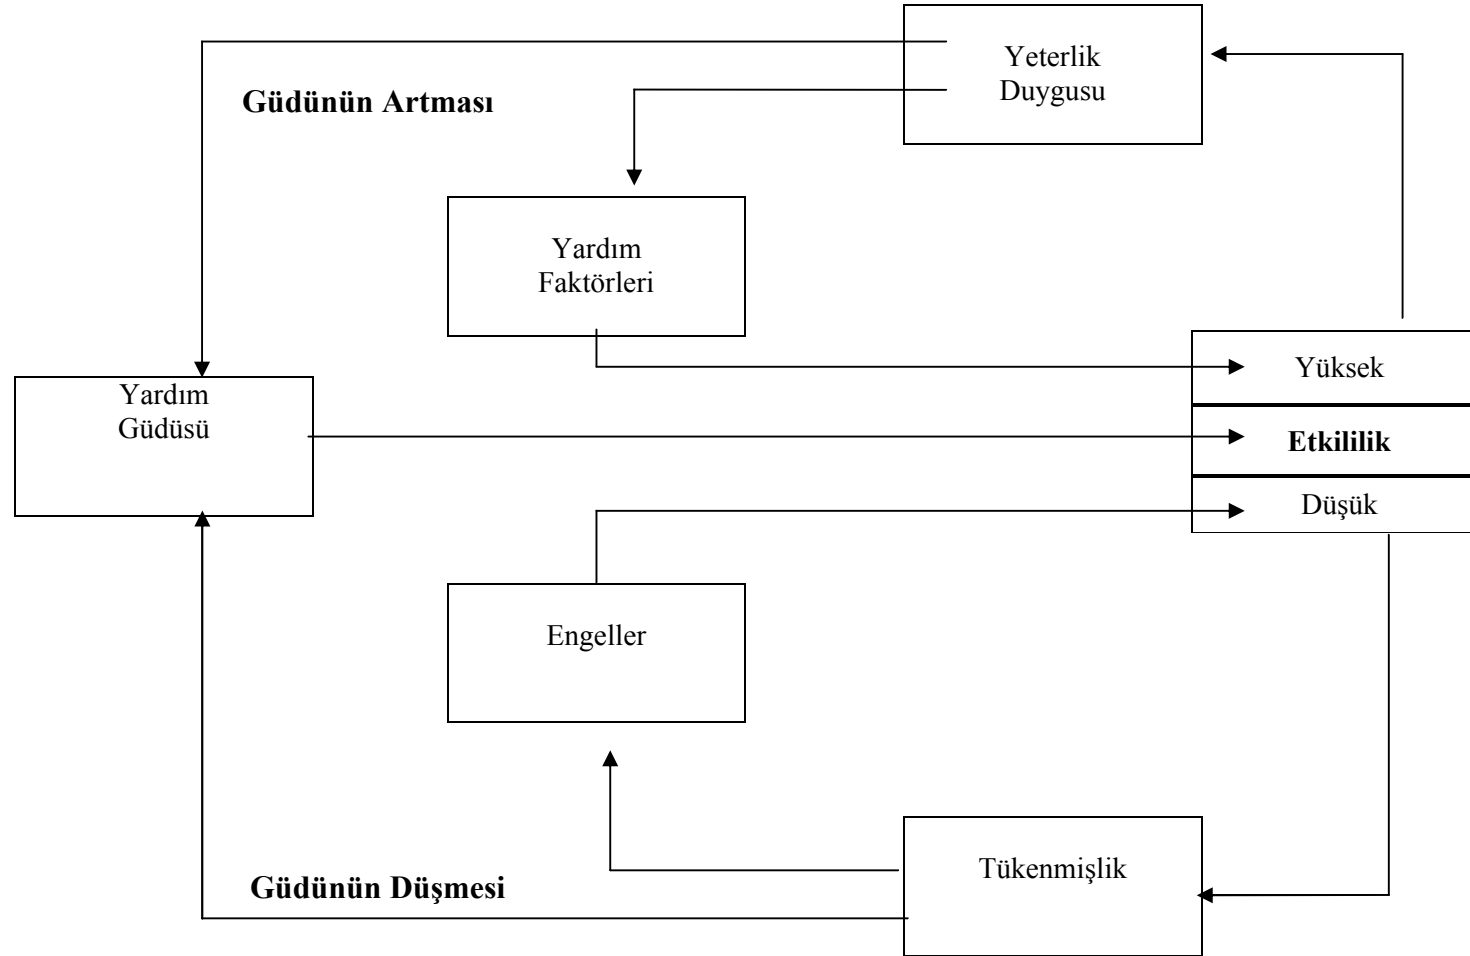 Yeterlik
Duygusu
Güdünün Artması
Yardım
Faktörleri
Yüksek
Yardım
Güdüsü
Etkililik
Düşük
Engeller
Tükenmişlik
Güdünün Düşmesi